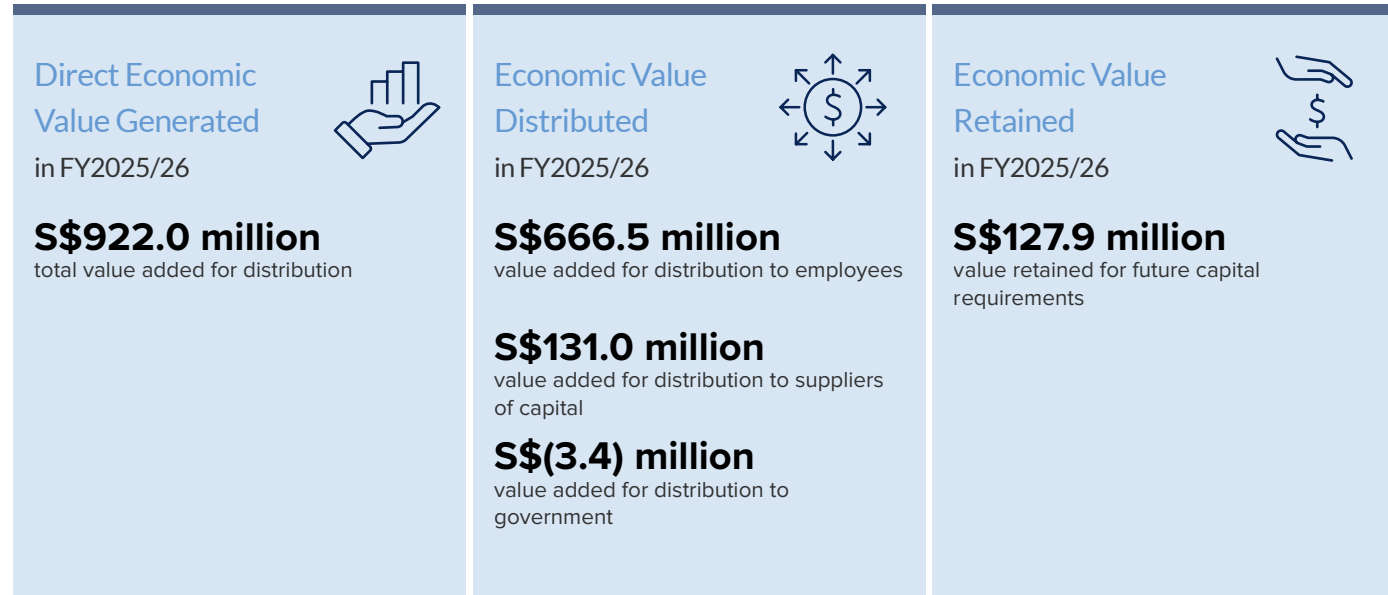 Direct Economic
Value Generated
in FY2025/26
S$922.0 million
total value added for distribution
Economic Value
Distributed
in FY2025/26
$
S$666.5 million
value added for distribution to employees
S$131.0 million
value added for distribution to suppliers
of capital
S$(3.4) million
value added for distribution to
government
Economic Value
Retained
in FY2025/26
$
S$127.9 million
value retained for future capital
requirements